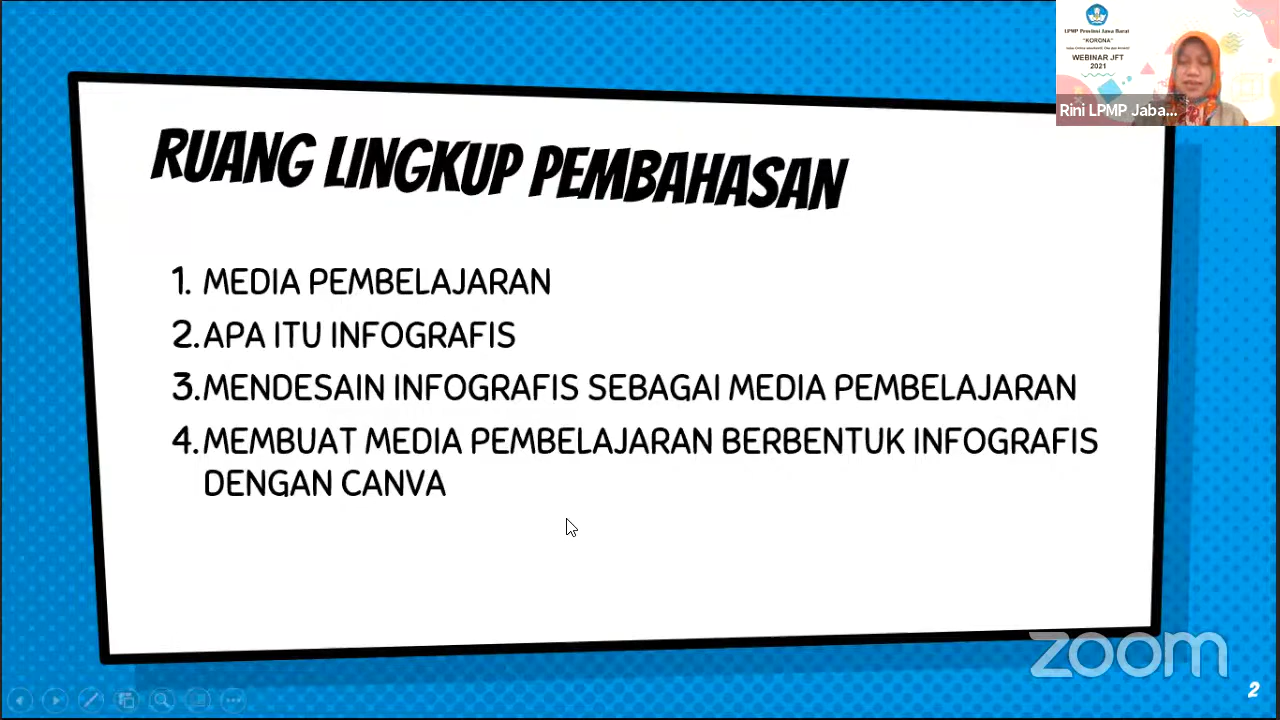 LPMP Provinsi Jawa Barat
"KORONA"
WEBINAR JFT
2021
Rini LPMP Jaba...
RUANG LINGKUP PEMBAHASAN
1. MEDIA PEMBELAJARAN
2. APA ITU INFOGRAFIS
3. MENDESAIN INFOGRAFIS SEBAGAI MEDIA PEMBELAJARAN
4. MEMBUAT MEDIA PEMBELAJARAN BERBENTUK INFOGRAFIS
DENGAN CANVA
zoom
2